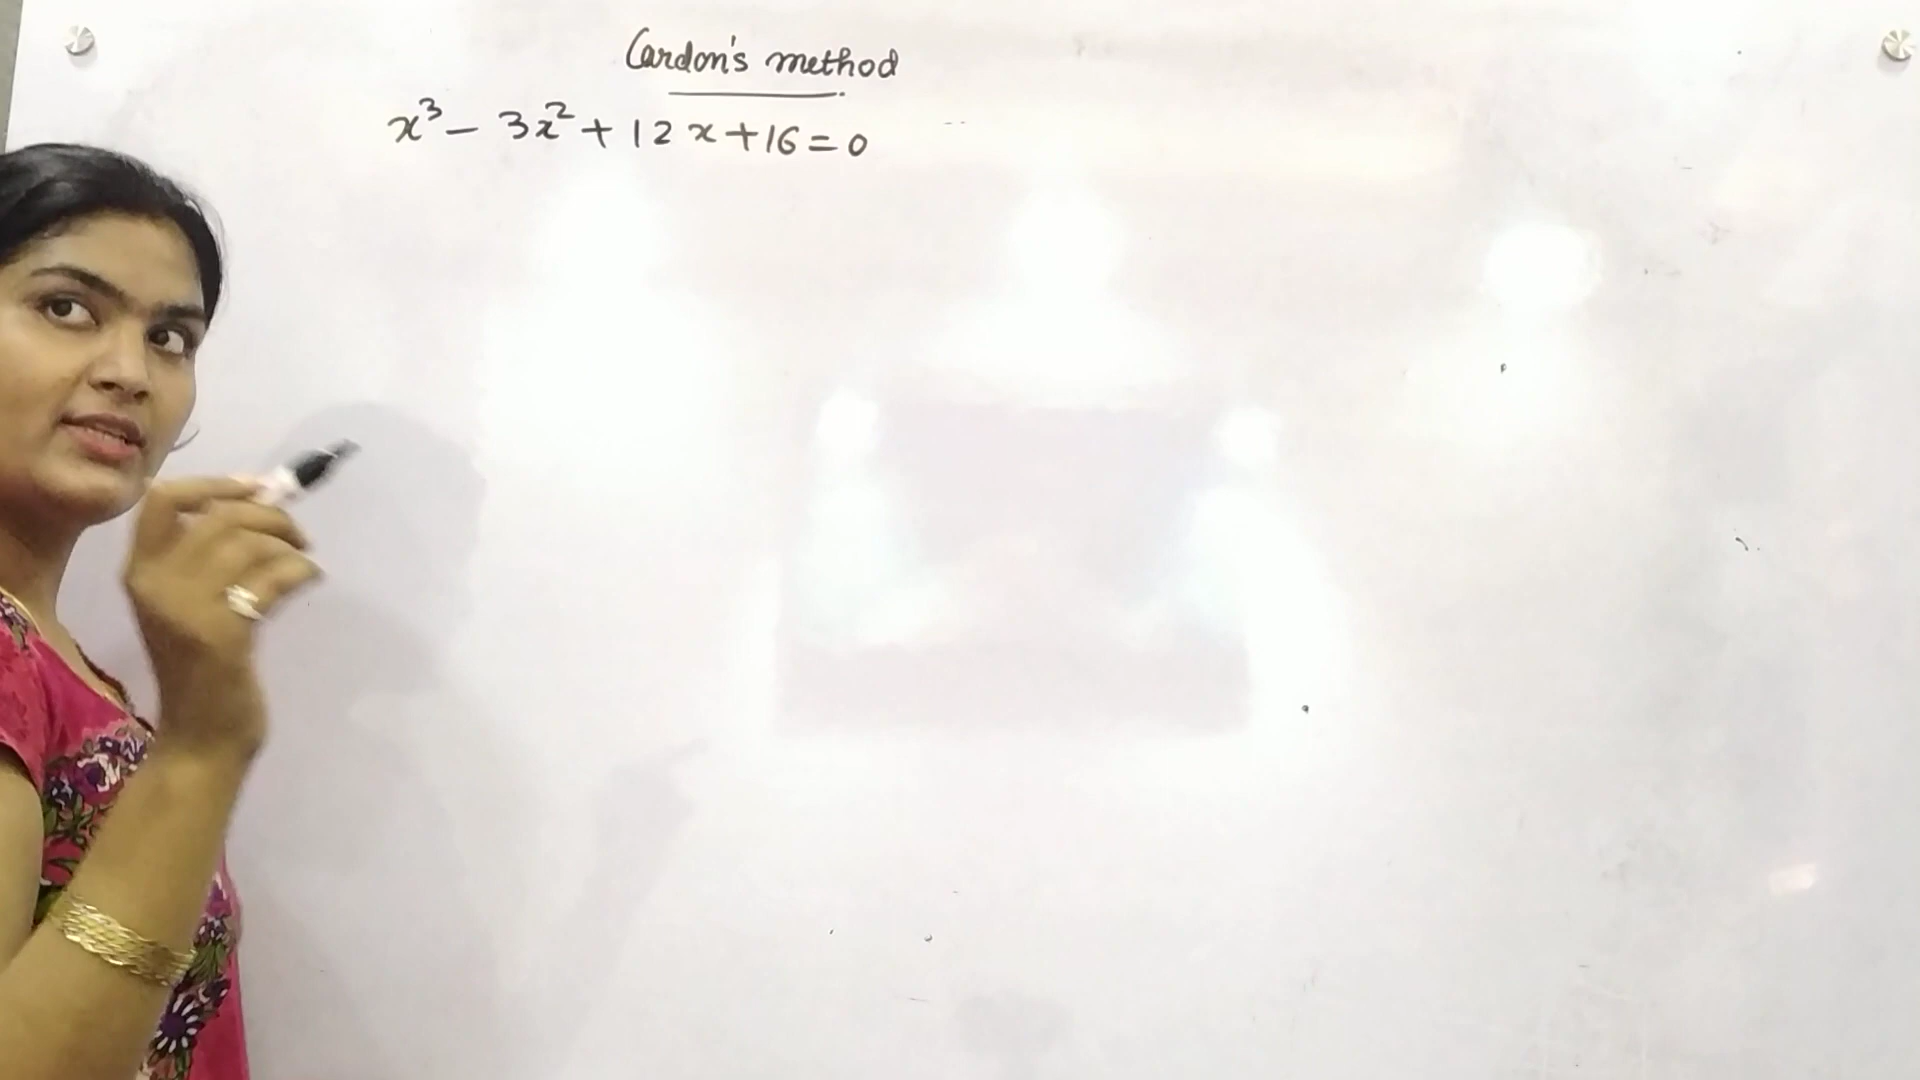 Cardon's method
x³ - 3x² + 12x + 16 = 0